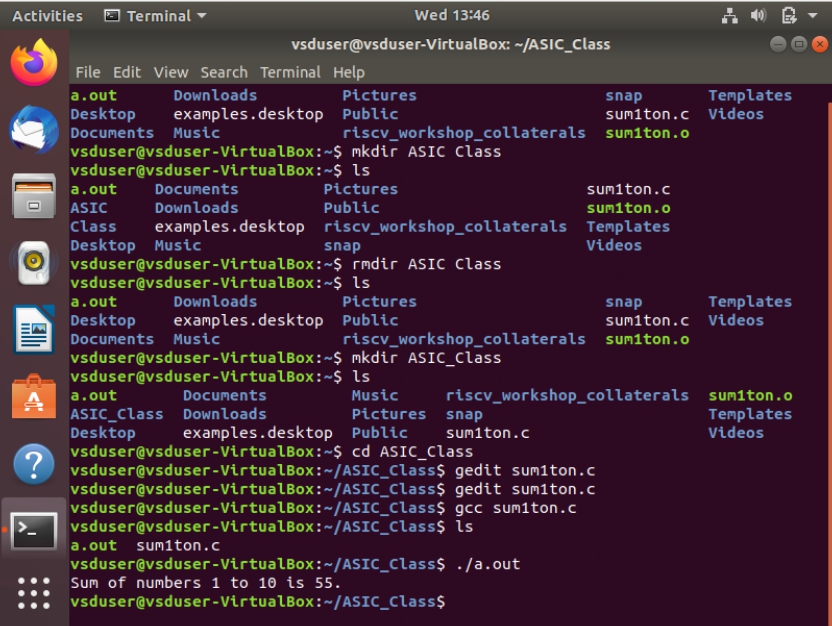 Activities Terminal Wed 13:46
vsduser@vsduser-VirtualBox: ~/ASIC_Class
File Edit View Search Terminal Help
a.out Downloads Pictures snap Templates
Desktop examples.desktop Public sum1ton.c Videos
Documents Music riscv_workshop_collaterals sum1ton.o
vsduser@vsduser-VirtualBox:~$ mkdir ASIC Class
vsduser@vsduser-VirtualBox:~$ ls
a.out Documents Pictures sum1ton.c
ASIC Downloads Public sum1ton.o
Class examples.desktop riscv_workshop_collaterals Templates
Desktop Music snap Videos
vsduser@vsduser-VirtualBox:~$ rmdir ASIC Class
vsduser@vsduser-VirtualBox:~$ ls
a.out Downloads Pictures snap Templates
Desktop examples.desktop Public sum1ton.c Videos
Documents Music riscv_workshop_collaterals sum1ton.o
vsduser@vsduser-VirtualBox:~$ mkdir ASIC_Class
vsduser@vsduser-VirtualBox:~$ ls
a.out Documents Music riscv_workshop_collaterals sum1ton.o
ASIC_Class Downloads Pictures snap Templates
Desktop examples.desktop Public sum1ton.c Videos
vsduser@vsduser-VirtualBox:~$ cd ASIC_Class
vsduser@vsduser-VirtualBox:~/ASIC_Class$ gedit sum1ton.c
vsduser@vsduser-VirtualBox:~/ASIC_Class$ gedit sum1ton.c
vsduser@vsduser-VirtualBox:~/ASIC_Class$ gcc sum1ton.c
vsduser@vsduser-VirtualBox:~/ASIC_Class$ ls
a.out sum1ton.c
vsduser@vsduser-VirtualBox:~/ASIC_Class$ ./a.out
Sum of numbers 1 to 10 is 55.
vsduser@vsduser-VirtualBox:~/ASIC_Class$